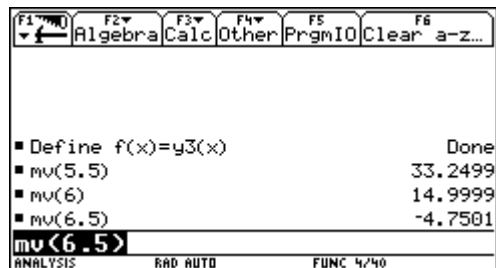 F1 F2 F3 F4 F5 F6
Algebra Calc Other PrgmIO Clear a-z…
▪ Define f(x)=y3(x) Done
▪ mv(5.5) 33.2499
▪ mv(6) 14.9999
▪ mv(6.5) -4.7501
mv(6.5)
ANALYSIS RAD AUTO FUNC 4/40